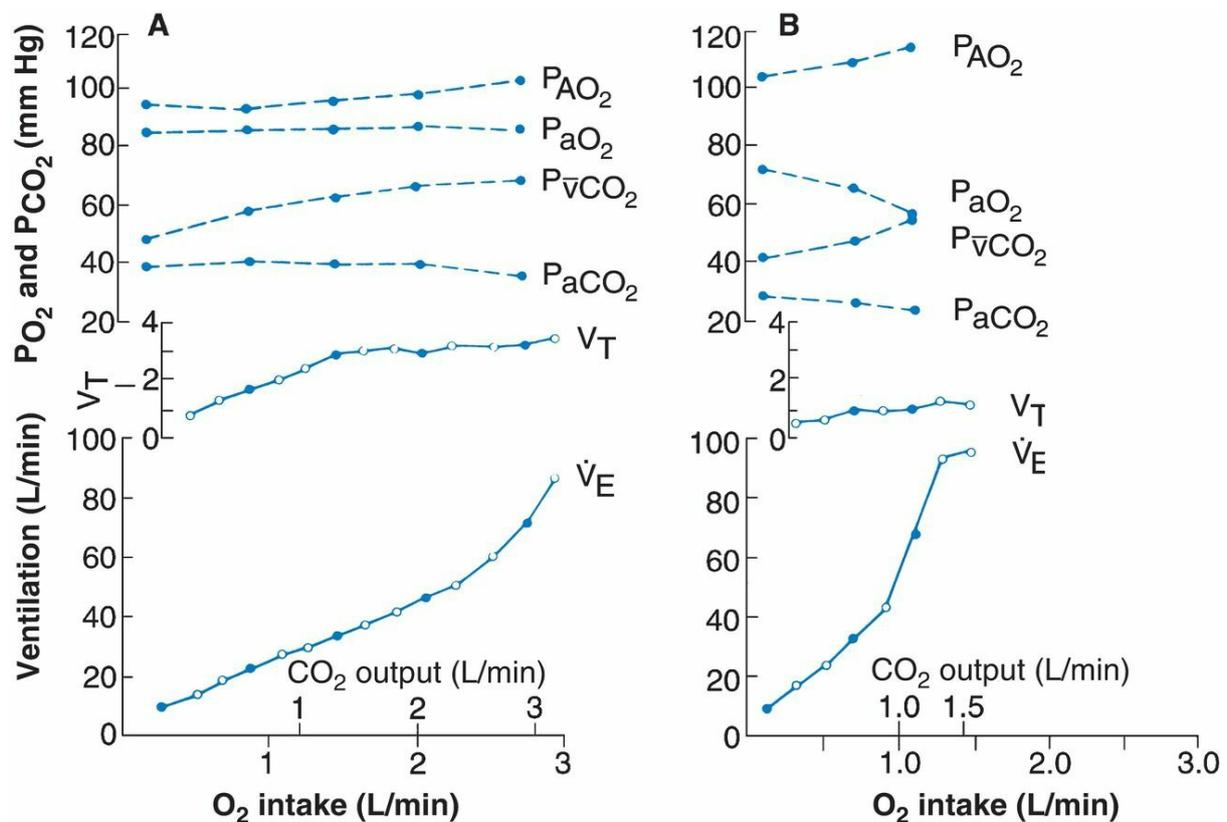 A
PO2 and PCO2 (mm Hg)
120
100
80
60
40
20
PAO2
PaO2
Pv̄CO2
PaCO2
VT
4
2
0
VT
Ventilation (L/min)
100
80
60
40
20
0
V̇E
CO2 output (L/min)
1 2 3
1 2 3
O2 intake (L/min)
B
120
100
80
60
40
20
PAO2
PaO2
Pv̄CO2
PaCO2
4
2
0
VT
100
80
60
40
20
0
V̇E
CO2 output (L/min)
1.0 1.5
1.0 2.0 3.0
O2 intake (L/min)